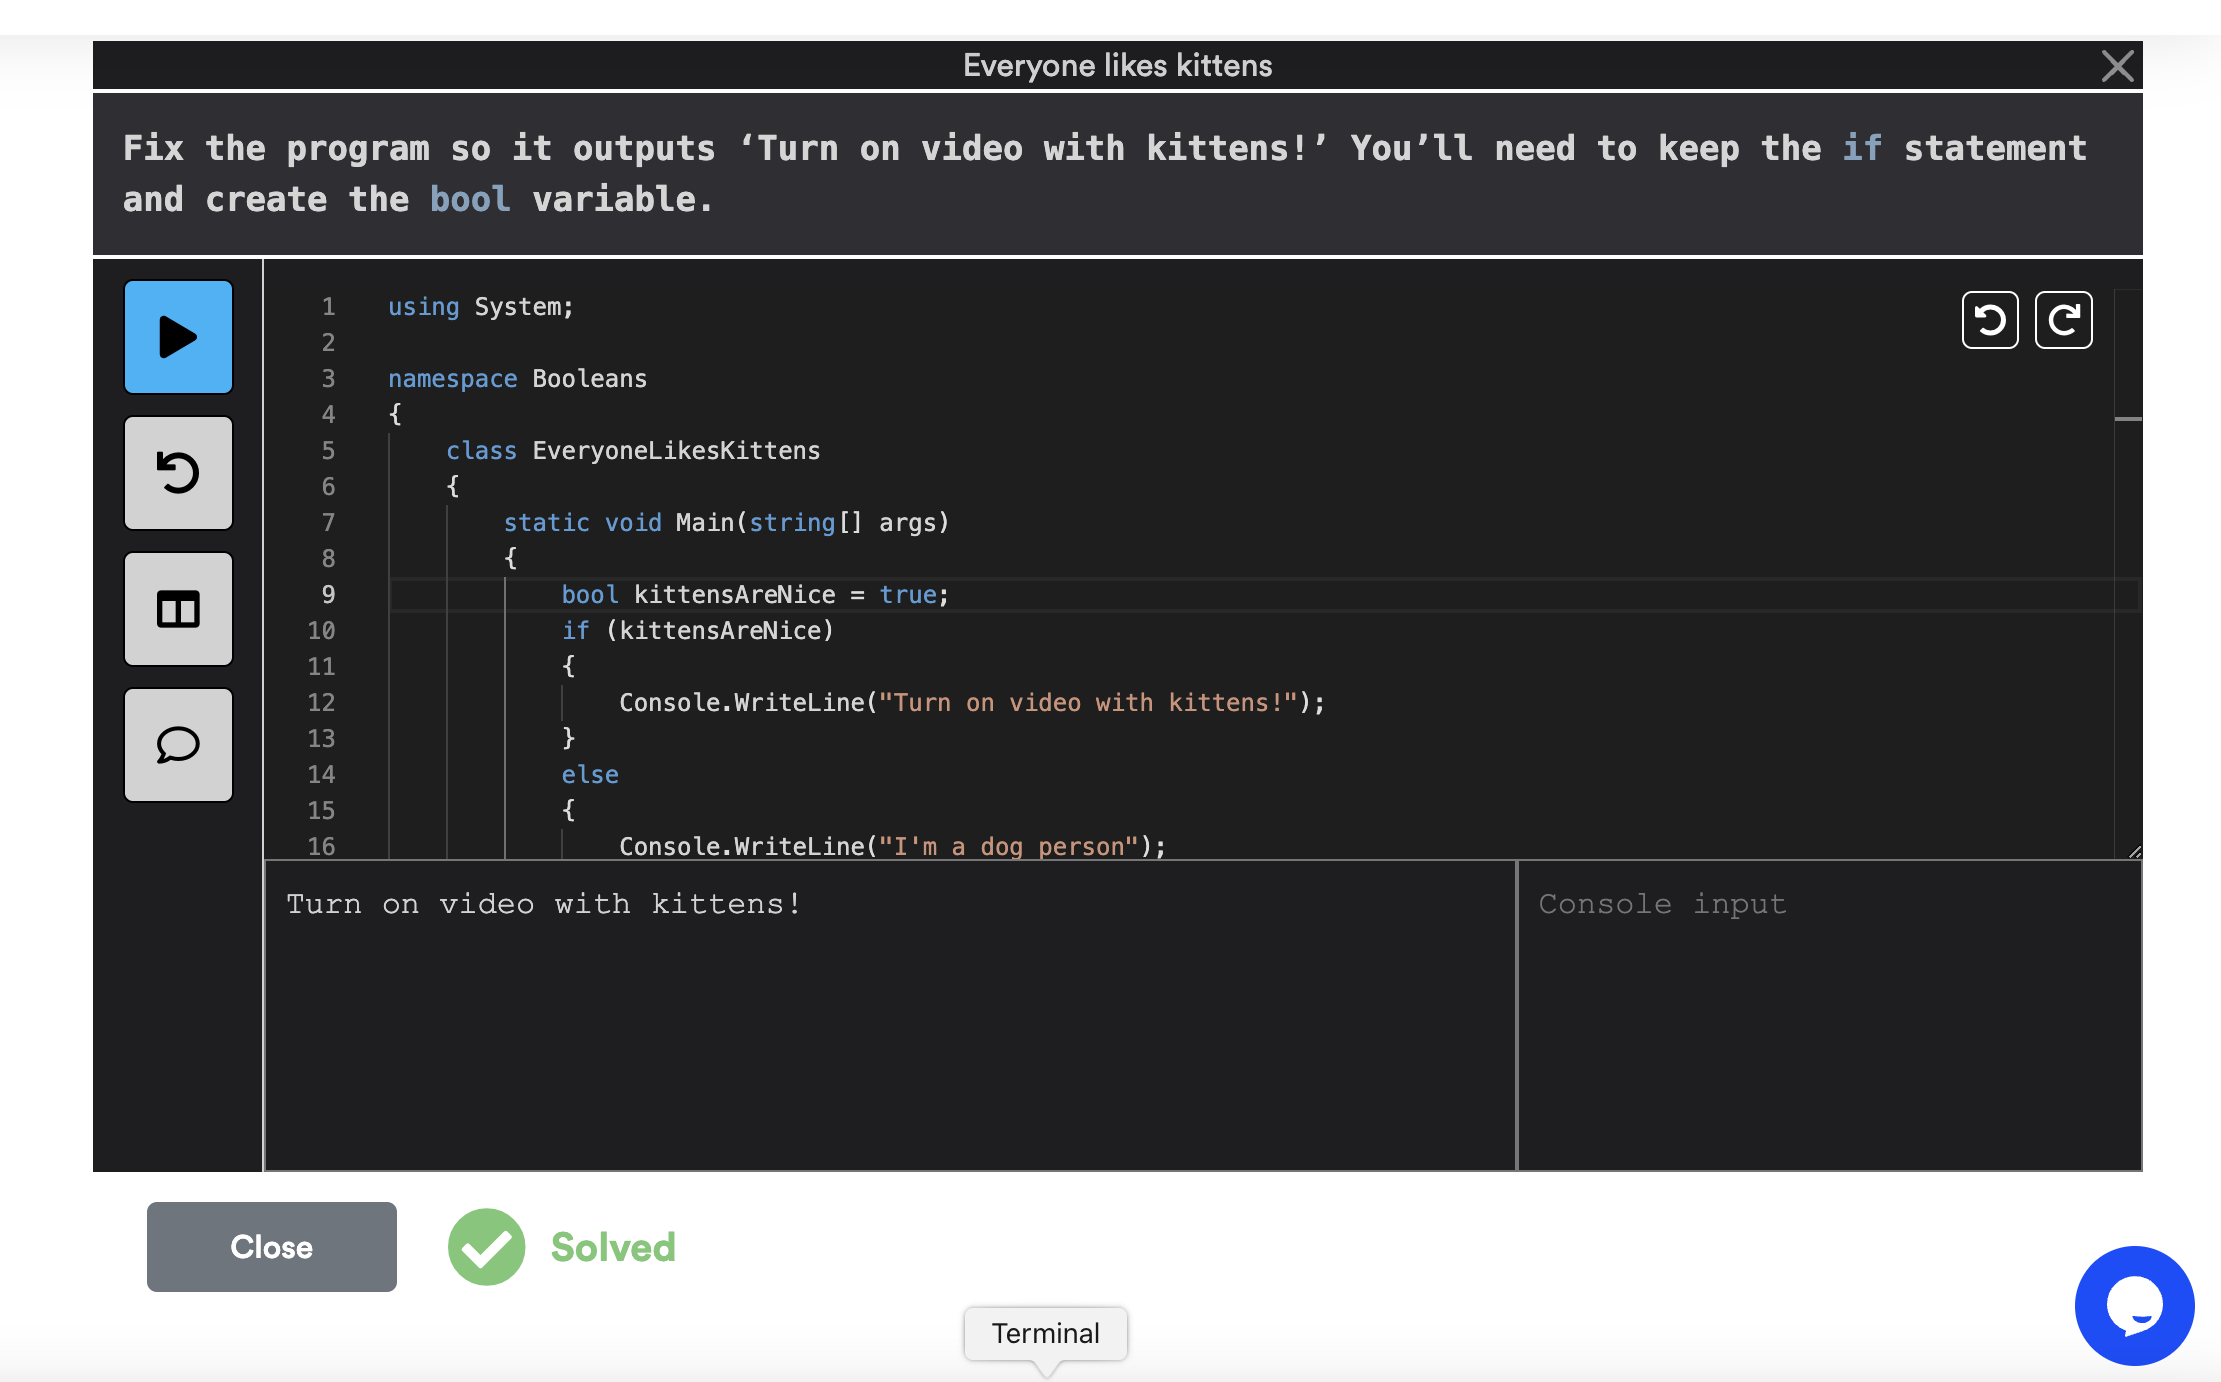 Everyone likes kittens
Fix the program so it outputs ‘Turn on video with kittens!’ You’ll need to keep the if statement
and create the bool variable.
1 using System;
2
3 namespace Booleans
4 {
5 class EveryoneLikesKittens
6 {
7 static void Main(string[] args)
8 {
9 bool kittensAreNice = true;
10 if (kittensAreNice)
11 {
12 Console.WriteLine("Turn on video with kittens!");
13 }
14 else
15 {
16 Console.WriteLine("I'm a dog person");
Turn on video with kittens!
Console input
Close
Solved
Terminal